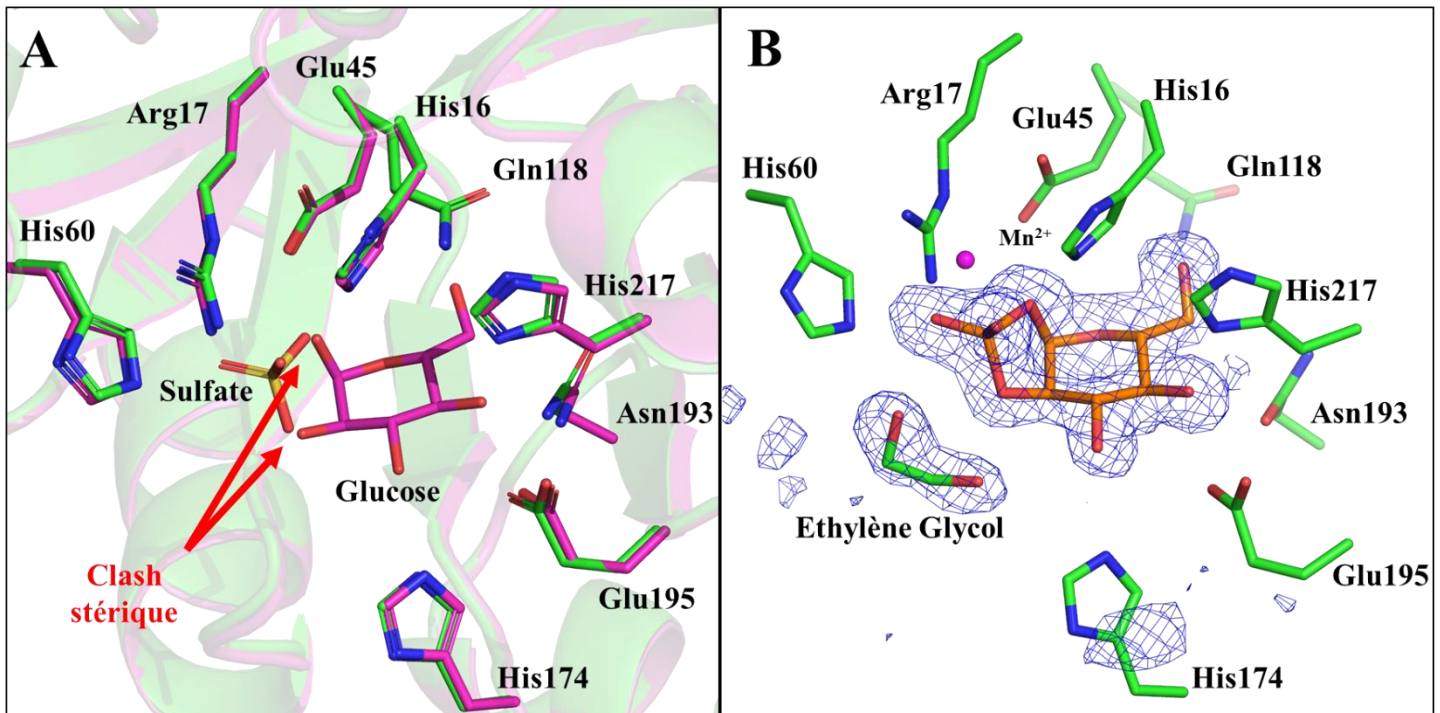 A
Glu45
Arg17
His16
Gln118
His60
His217
Sulfate
Asn193
Glucose
Clash
stérique
Glu195
His174
B
Arg17
His16
Glu45
His60
Gln118
Mn²⁺
His217
Asn193
Ethylène Glycol
Glu195
His174